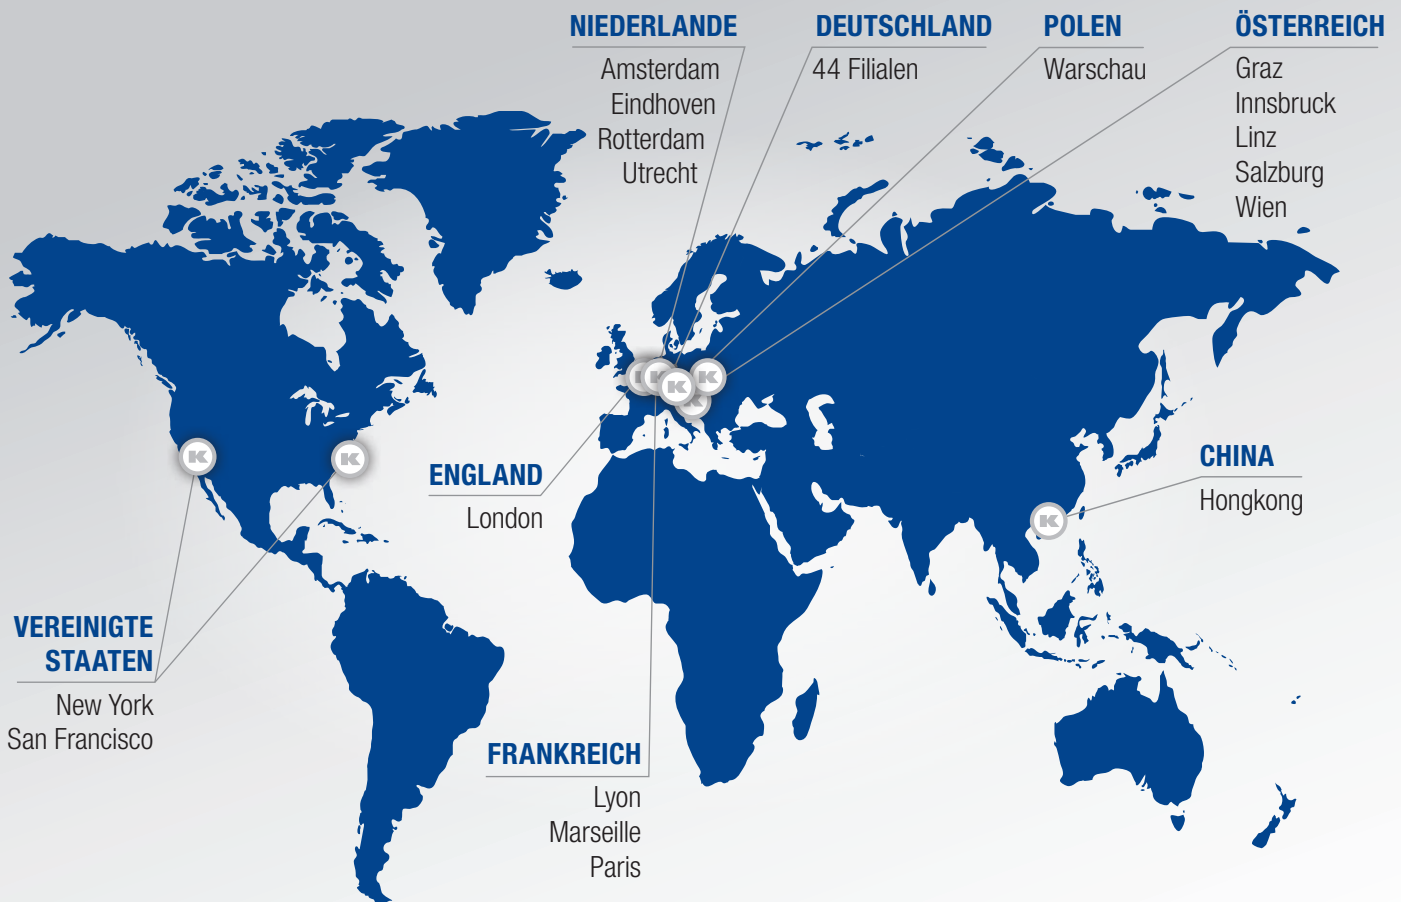 NIEDERLANDE
Amsterdam
Eindhoven
Rotterdam
Utrecht
DEUTSCHLAND
44 Filialen
POLEN
Warschau
ÖSTERREICH
Graz
Innsbruck
Linz
Salzburg
Wien
K
K
K
K
K
K
K
ENGLAND
London
CHINA
Hongkong
K
VEREINIGTE
STAATEN
New York
San Francisco
FRANKREICH
Lyon
Marseille
Paris